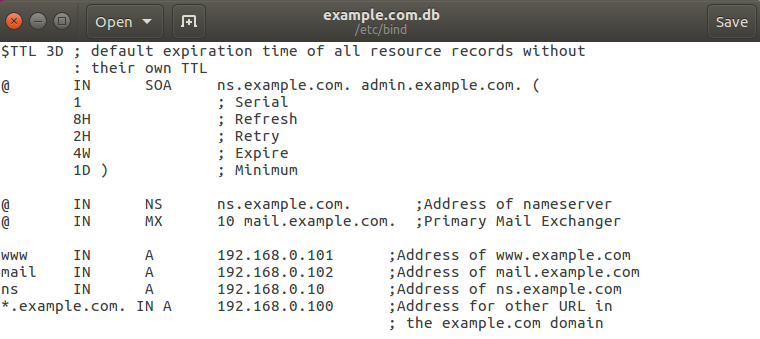 Open
example.com.db
/etc/bind
Save
$TTL 3D ; default expiration time of all resource records without
: their own TTL
@ IN SOA ns.example.com. admin.example.com. (
1 ; Serial
8H ; Refresh
2H ; Retry
4W ; Expire
1D ) ; Minimum
@ IN NS ns.example.com. ;Address of nameserver
@ IN MX 10 mail.example.com. ;Primary Mail Exchanger
www IN A 192.168.0.101 ;Address of www.example.com
mail IN A 192.168.0.102 ;Address of mail.example.com
ns IN A 192.168.0.10 ;Address of ns.example.com
*.example.com. IN A 192.168.0.100 ;Address for other URL in
; the example.com domain